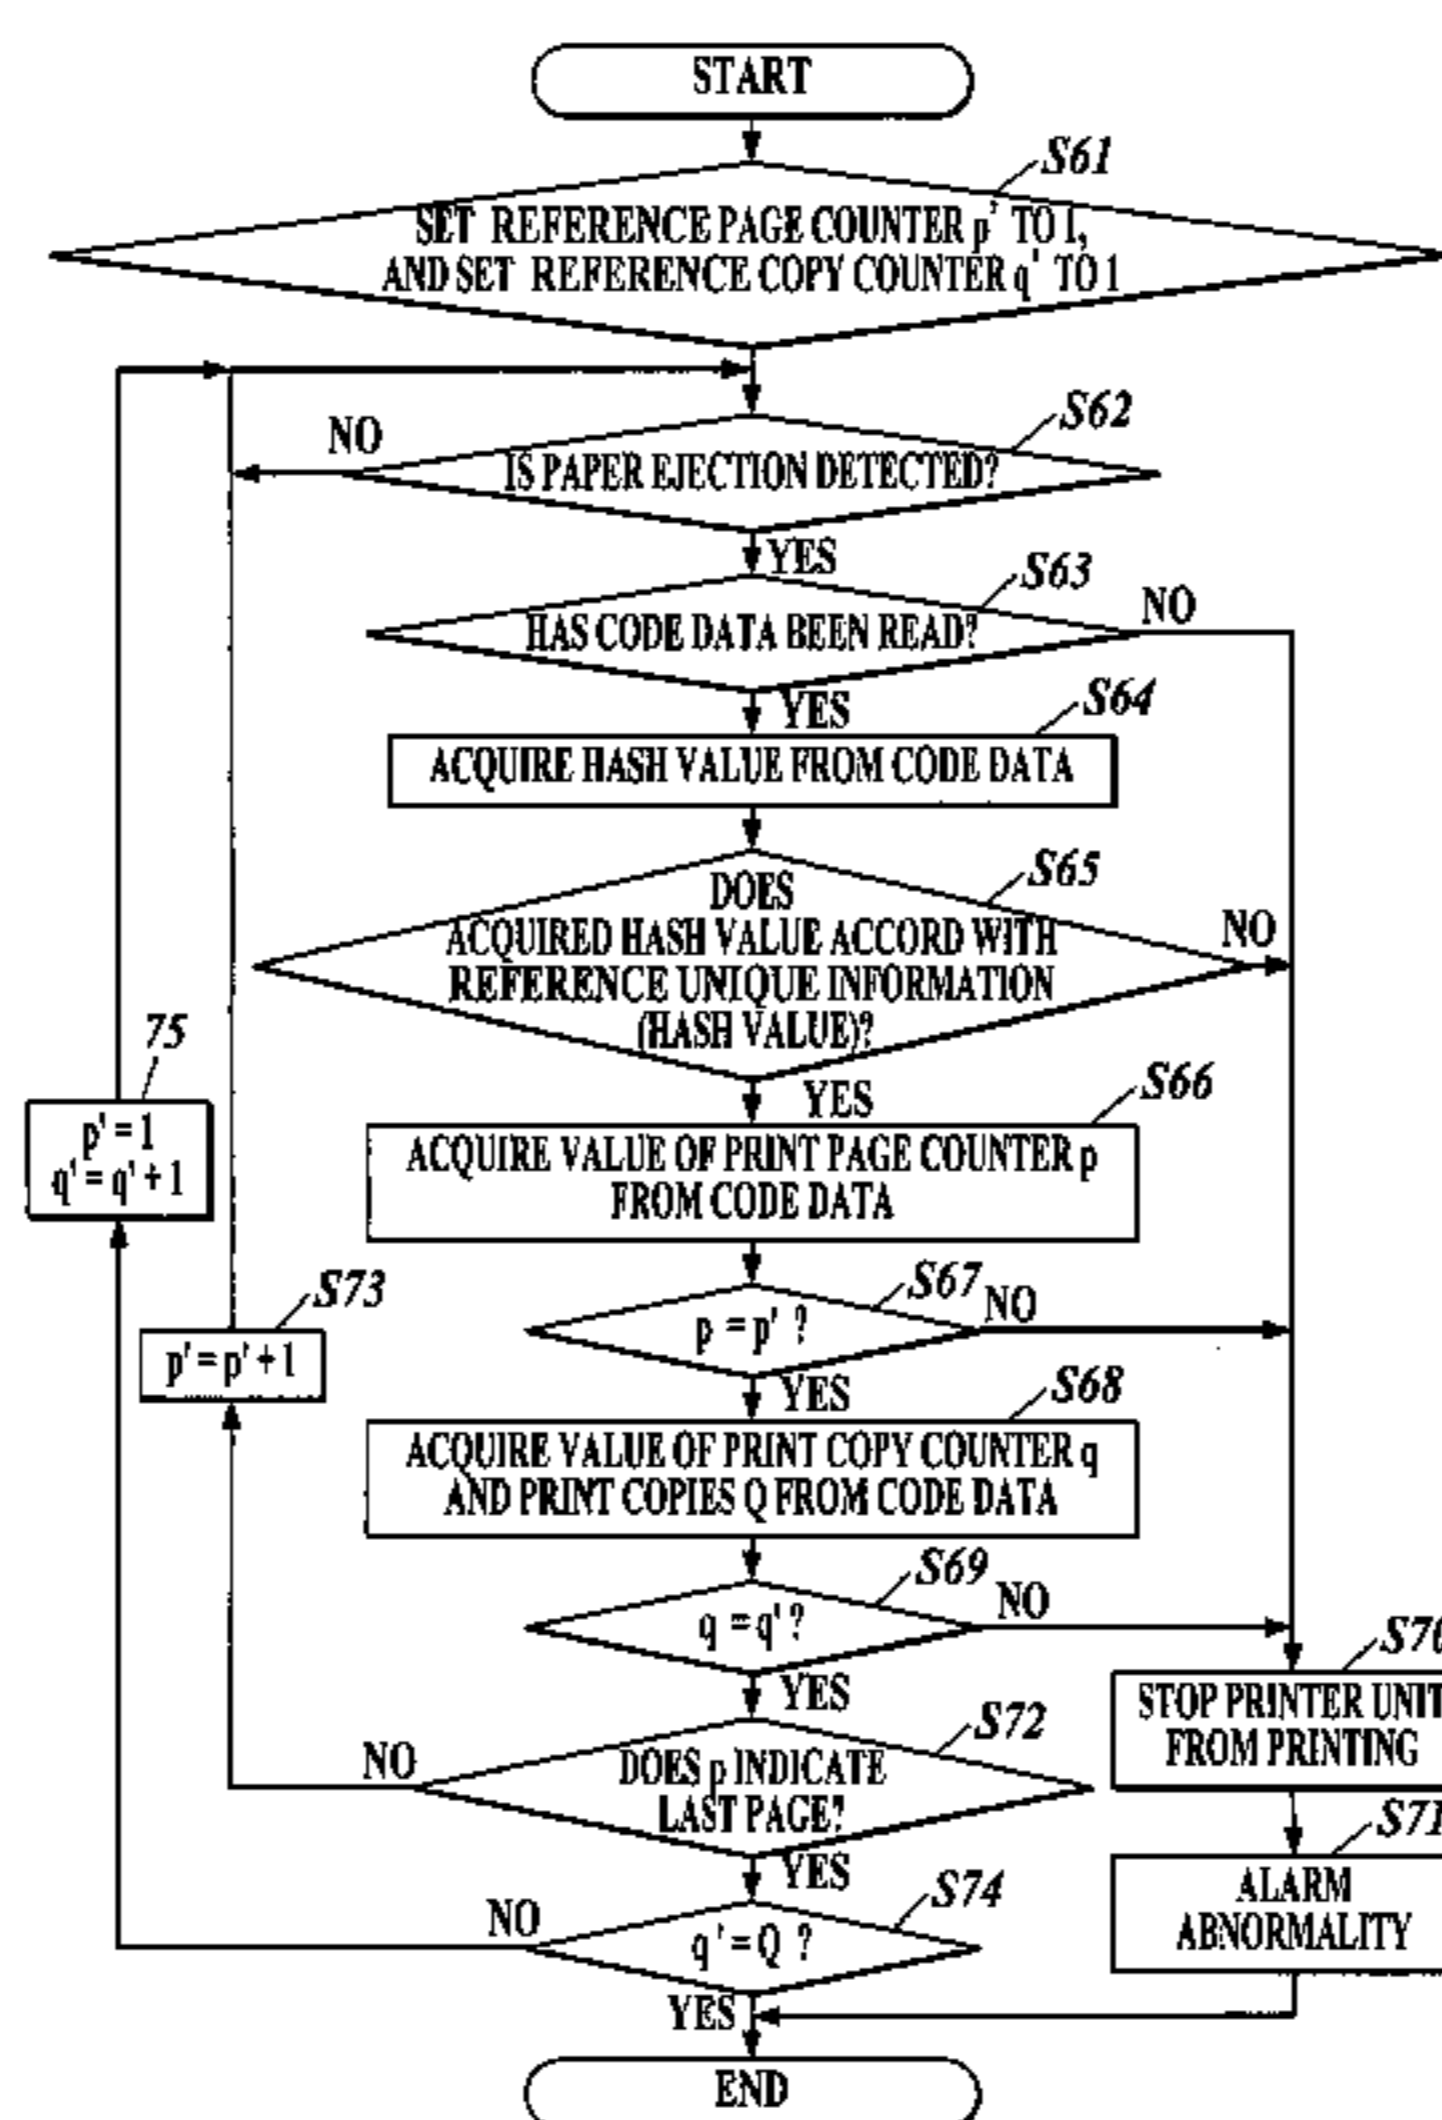 START
S61
SET REFERENCE PAGE COUNTER p' TO 1,
AND SET REFERENCE COPY COUNTER q' TO 1
S62
NO
IS PAPER EJECTION DETECTED?
YES
S63
NO
HAS CODE DATA BEEN READ?
YES
S64
ACQUIRE HASH VALUE FROM CODE DATA
S65
DOES
ACQUIRED HASH VALUE ACCORD WITH
REFERENCE UNIQUE INFORMATION
(HASH VALUE)?
NO
YES
75
p' = 1
q' = q' + 1
S66
ACQUIRE VALUE OF PRINT PAGE COUNTER p
FROM CODE DATA
S73
p' = p' + 1
S67
p = p' ?
NO
YES
S68
ACQUIRE VALUE OF PRINT COPY COUNTER q
AND PRINT COPIES Q FROM CODE DATA
S69
q = q' ?
NO
YES
S70
STOP PRINTER UNIT
FROM PRINTING
S72
NO
DOES p INDICATE
LAST PAGE?
YES
S71
ALARM
ABNORMALITY
S74
NO
q' = Q ?
YES
END